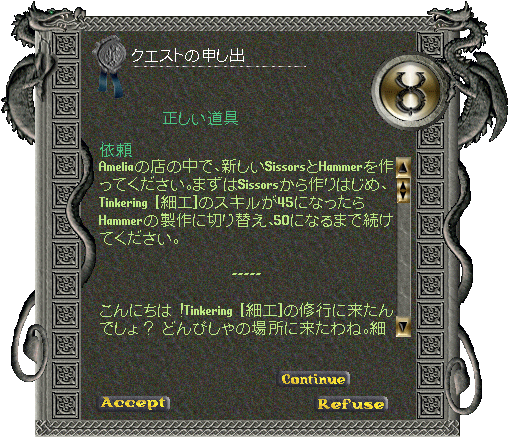 クエストの申し出
正しい道具
依頼
Ameliaの店の中で、新しいSissorsとHammerを作
ってください。まずはSissorsから作りはじめ、
Tinkering [細工]のスキルが45になったら
Hammerの製作に切り替え、50になるまで続け
てください。
-----
こんにちは !Tinkering [細工]の修行に来たん
でしょ？ どんぴしゃの場所に来たわね。細
Continue
Accept
Refuse